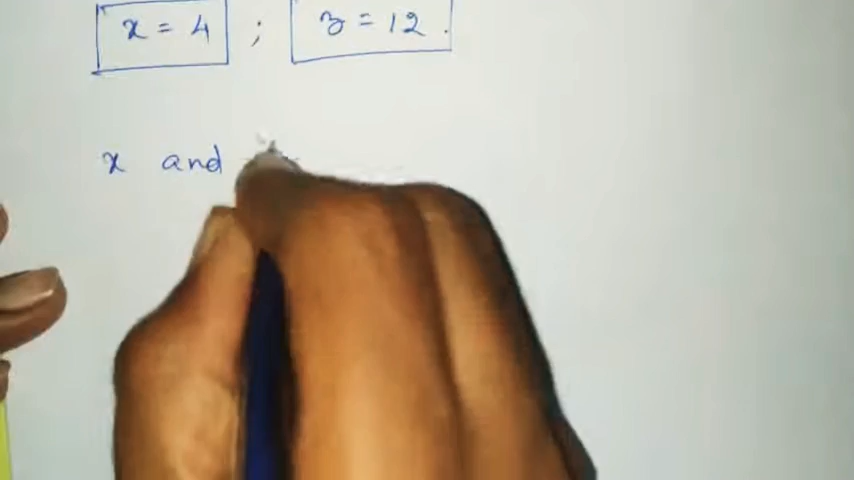 x = 4 ; z = 12.
x and